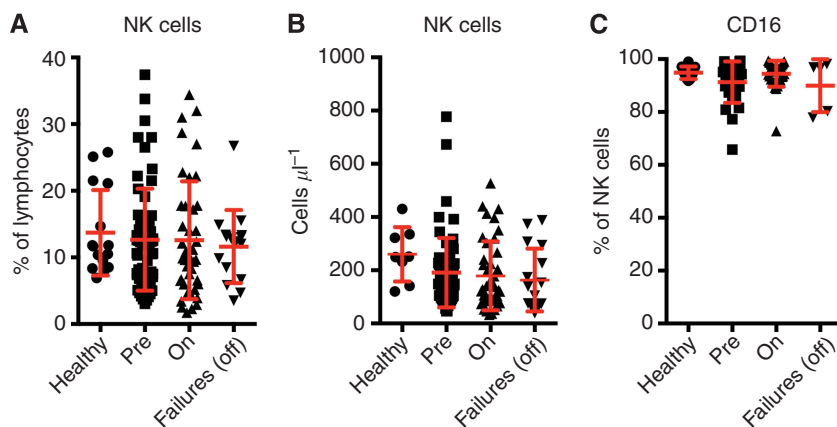 A
NK cells
% of lymphocytes
40
30
20
10
0
Healthy
Pre
On
Failures (off)
B
NK cells
Cells µl⁻¹
1000
800
600
400
200
0
Healthy
Pre
On
Failures (off)
C
CD16
% of NK cells
100
80
60
40
20
0
Healthy
Pre
On
Failures (off)